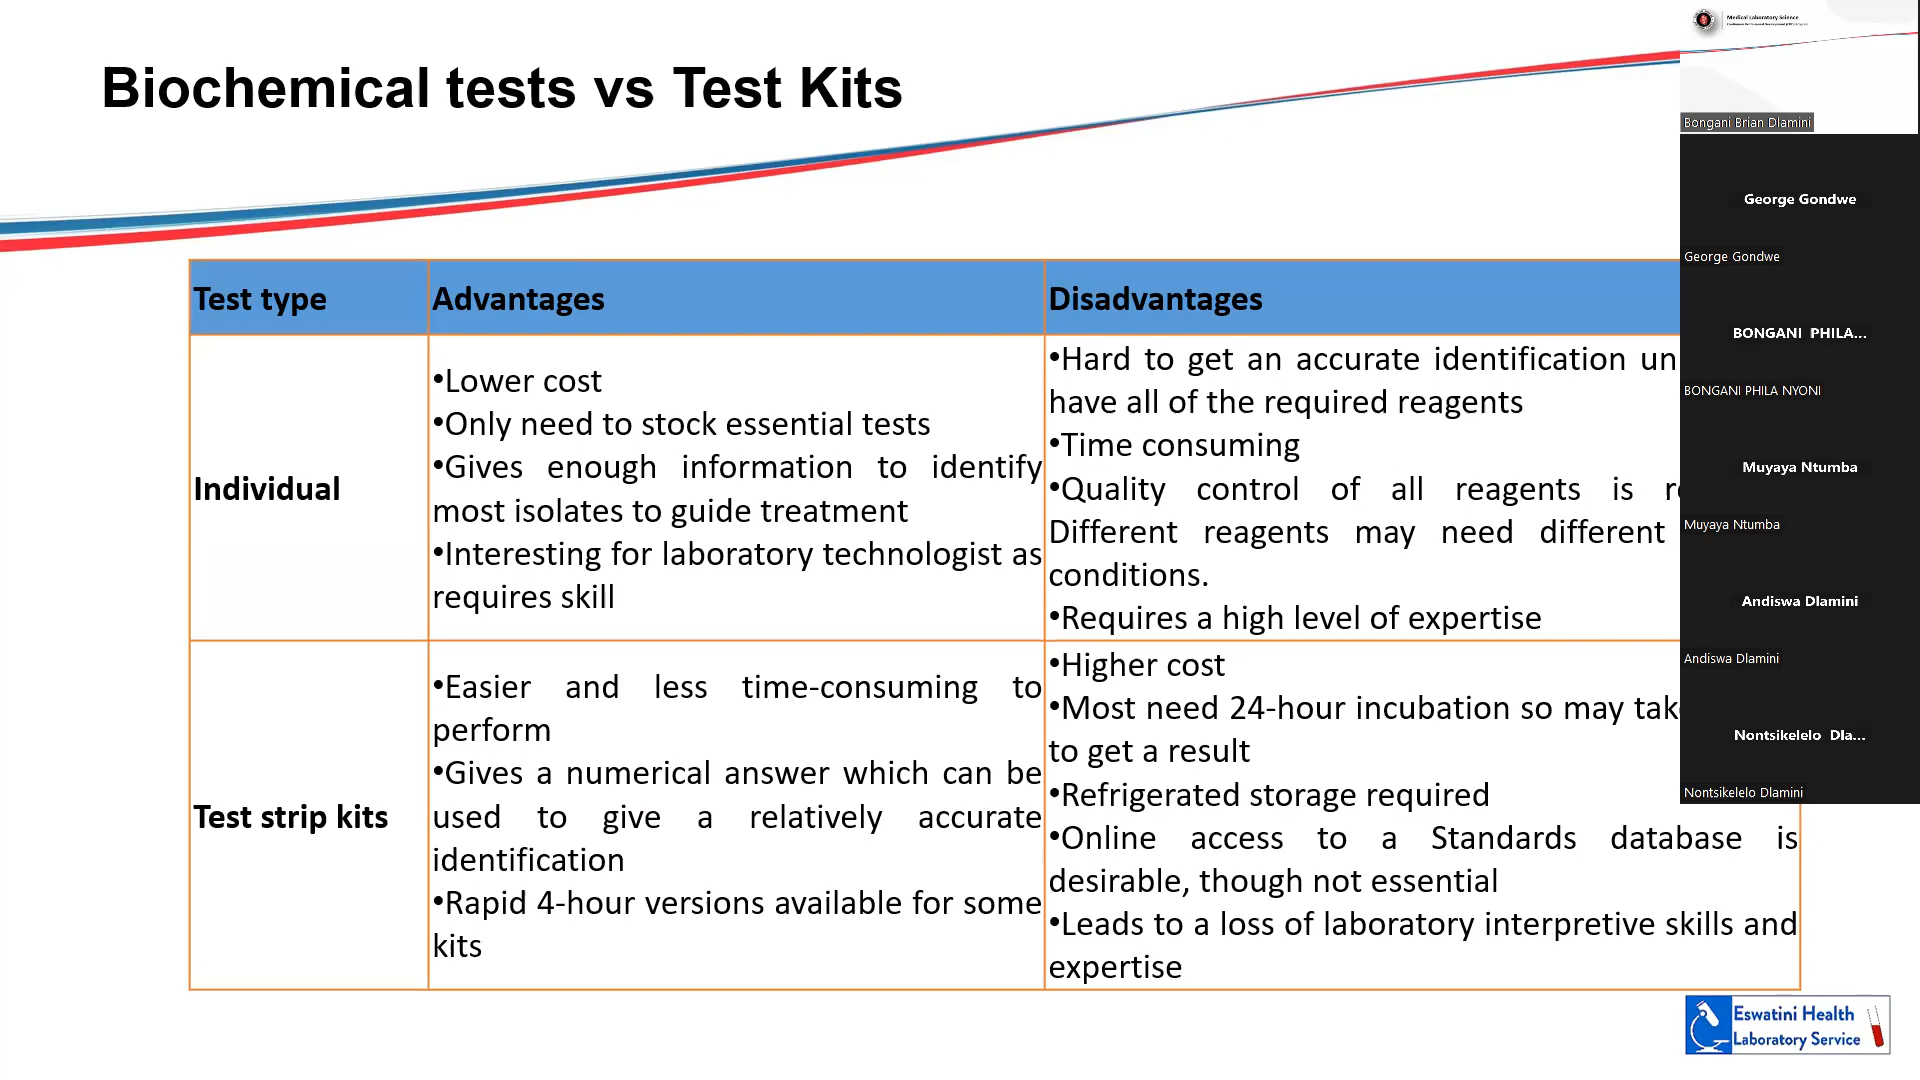 Biochemical tests vs Test Kits
Test type
Advantages
Disadvantages
Individual
•Lower cost
•Only need to stock essential tests
•Gives enough information to identify
most isolates to guide treatment
•Interesting for laboratory technologist as
requires skill
•Hard to get an accurate identification
have all of the required reagents
•Time consuming
•Quality control of all reagents is
Different reagents may need different
conditions.
•Requires a high level of expertise
Test strip kits
•Easier and less time-consuming to
perform
•Gives a numerical answer which can be
used to give a relatively accurate
identification
•Rapid 4-hour versions available for some
kits
•Higher cost
•Most need 24-hour incubation so may
to get a result
•Refrigerated storage required
•Online access to a Standards database is
desirable, though not essential
•Leads to a loss of laboratory interpretive skills and
expertise
Medical Laboratory Science
Bongani Brian Dlamini
George Gondwe
George Gondwe
BONGANI PHILA...
BONGANI PHILA NYONI
Muyaya Ntumba
Muyaya Ntumba
Andiswa Dlamini
Andiswa Dlamini
Nontsikelelo Dla...
Nontsikelelo Dlamini
Eswatini Health
Laboratory Service